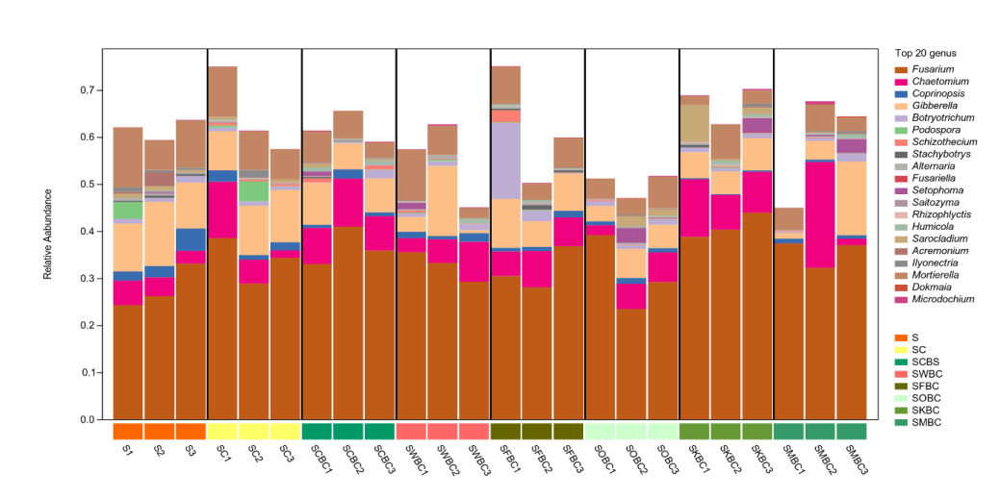 Top 20 genus
Fusarium
Chaetomium
Coprinopsis
Gibberella
Botryotrichum
Podospora
Schizothecium
Stachybotrys
Alternaria
Fusariella
Setophoma
Saitozyma
Rhizophlyctis
Humicola
Sarocladium
Acremonium
Ilyonectria
Mortierella
Dokmaia
Microdochium
S
SC
SCBS
SWBC
SFBC
SOBC
SKBC
SMBC
Relative Aabundance
0.7
0.6
0.5
0.4
0.3
0.2
0.1
0.0
S1
S2
S3
SC1
SC2
SC3
SCBC1
SCBC2
SCBC3
SWBC1
SWBC2
SWBC3
SFBC1
SFBC2
SFBC3
SOBC1
SOBC2
SOBC3
SKBC1
SKBC2
SKBC3
SMBC1
SMBC2
SMBC3